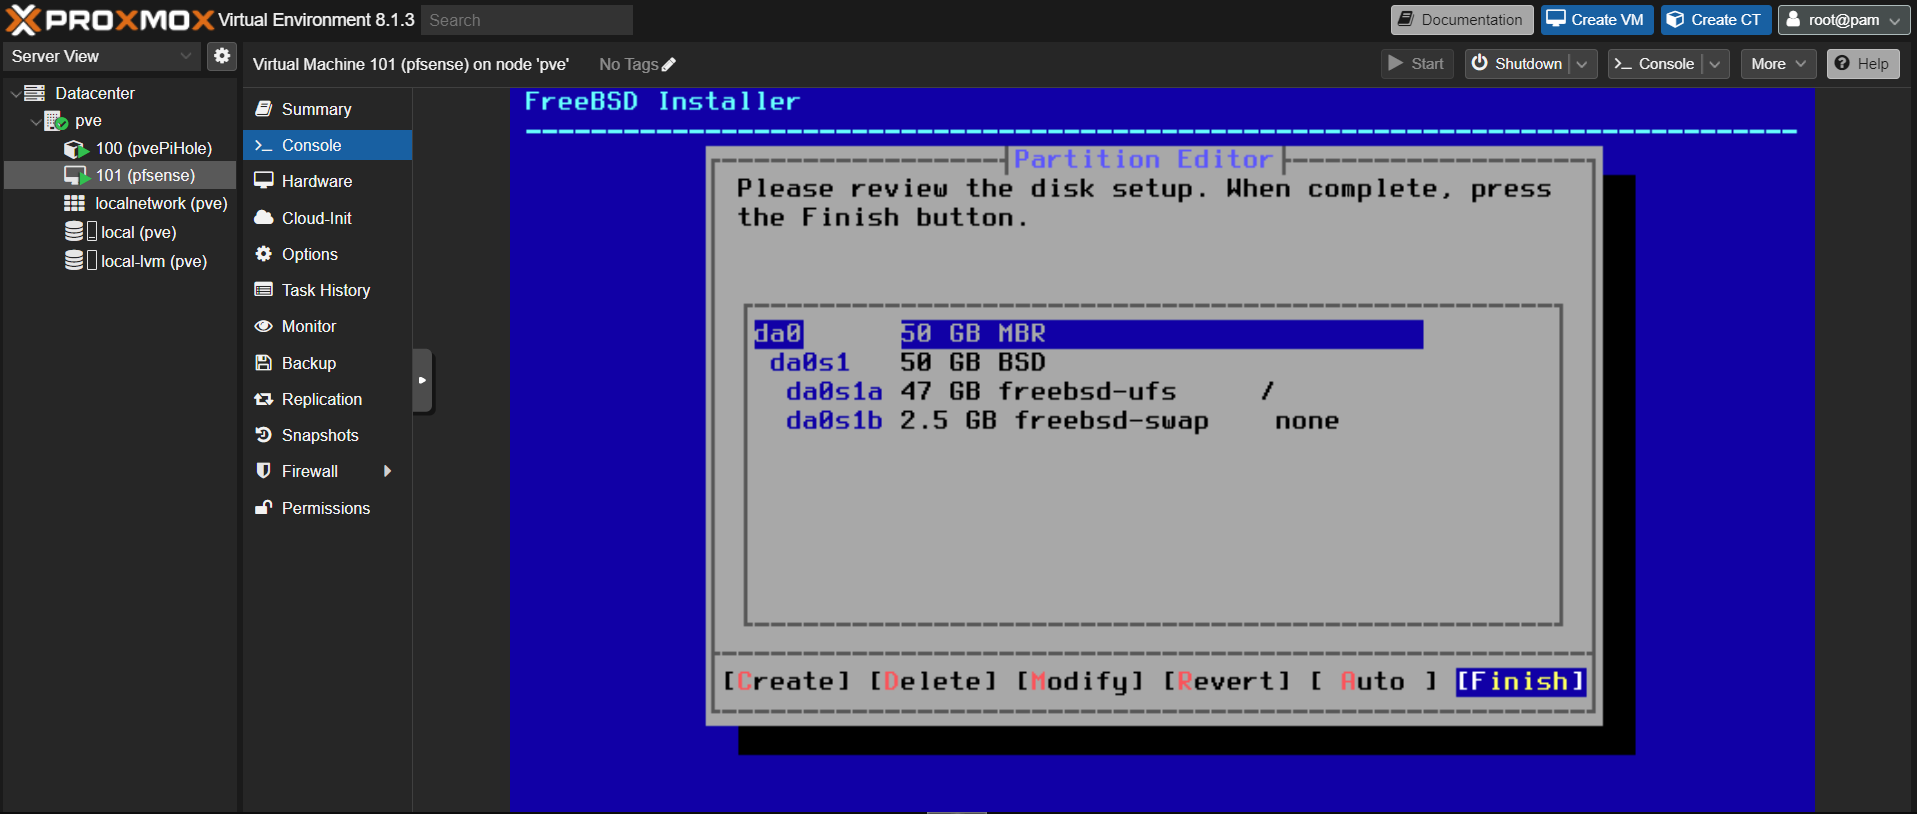 PROXMOX Virtual Environment 8.1.3 Search Documentation Create VM Create CT root@pam
Server View
Virtual Machine 101 (pfsense) on node 'pve' No Tags Start Shutdown Console More Help
Datacenter
pve
100 (pvePiHole)
101 (pfsense)
localnetwork (pve)
local (pve)
local-lvm (pve)
Summary
Console
Hardware
Cloud-Init
Options
Task History
Monitor
Backup
Replication
Snapshots
Firewall
Permissions
FreeBSD Installer
Partition Editor
Please review the disk setup. When complete, press
the Finish button.
da0 50 GB MBR
da0s1 50 GB BSD
da0s1a 47 GB freebsd-ufs /
da0s1b 2.5 GB freebsd-swap none
[Create] [Delete] [Modify] [Revert] [ Auto ] [Finish]